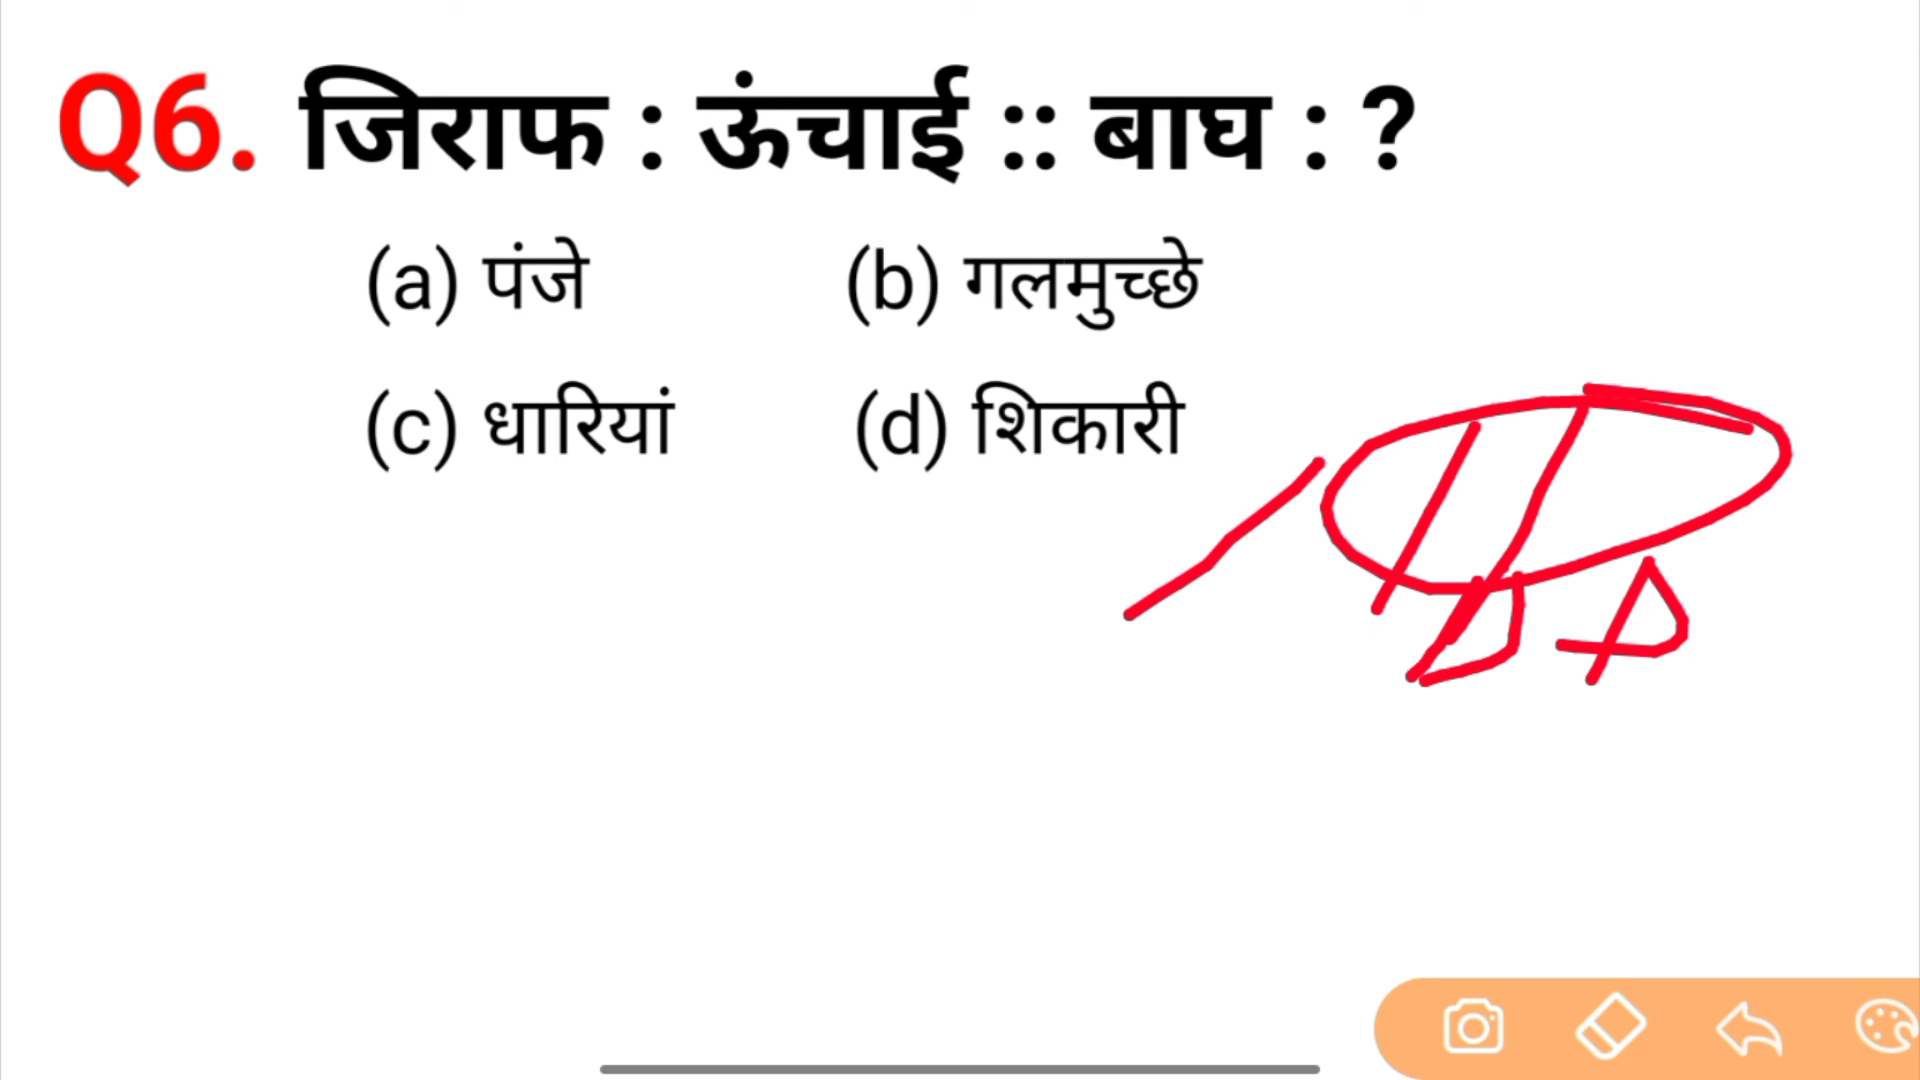 Q6. जिराफ : ऊंचाई :: बाघ : ?
(a) पंजे (b) गलमुच्छे
(c) धारियां (d) शिकारी